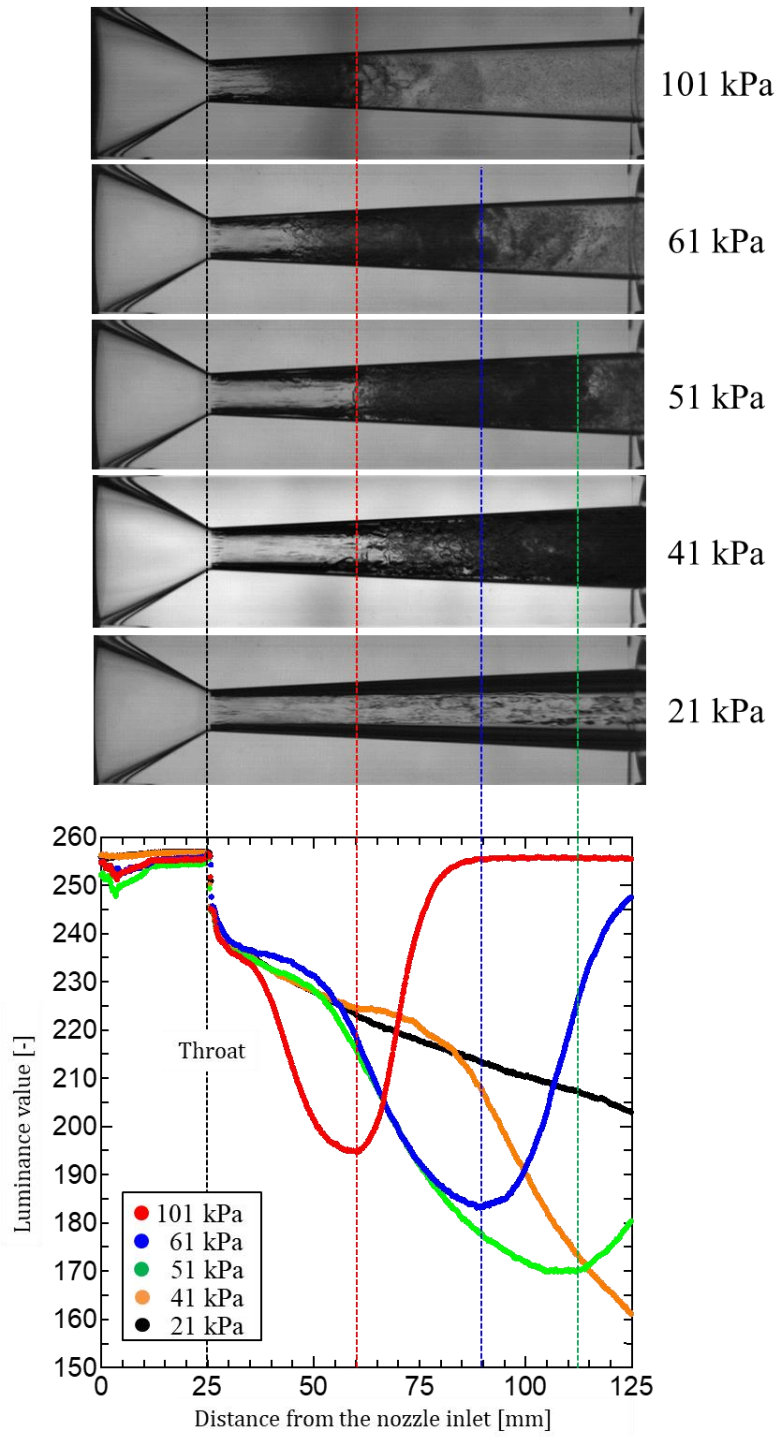 101 kPa
61 kPa
51 kPa
41 kPa
21 kPa
260
250
240
230
220
210
200
190
180
170
160
150
Luminance value [-]
Throat
101 kPa
61 kPa
51 kPa
41 kPa
21 kPa
0 25 50 75 100 125
Distance from the nozzle inlet [mm]